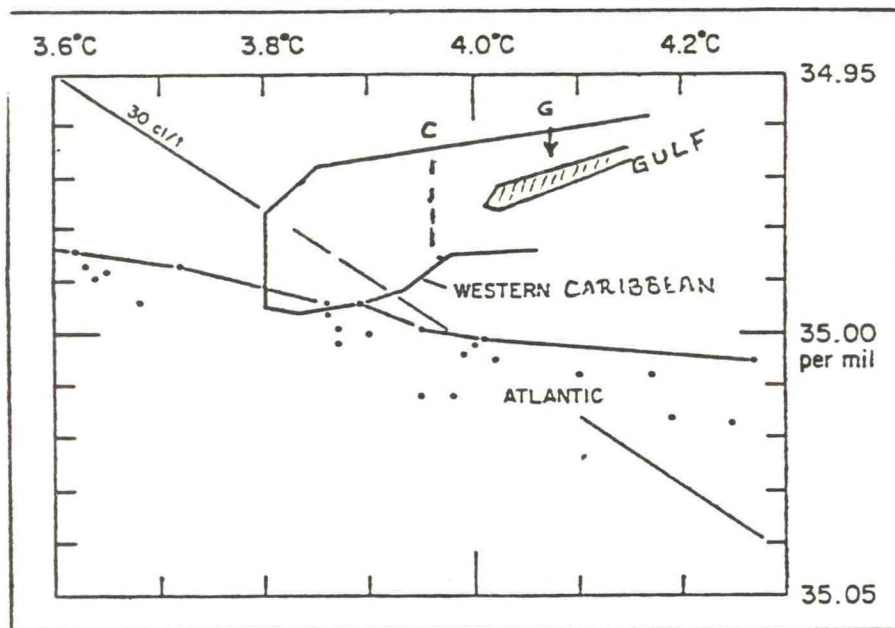 3.6°C 3.8°C 4.0°C 4.2°C
34.95
30 cl/t
C
G
GULF
WESTERN CARIBBEAN
35.00
per mil
ATLANTIC
35.05